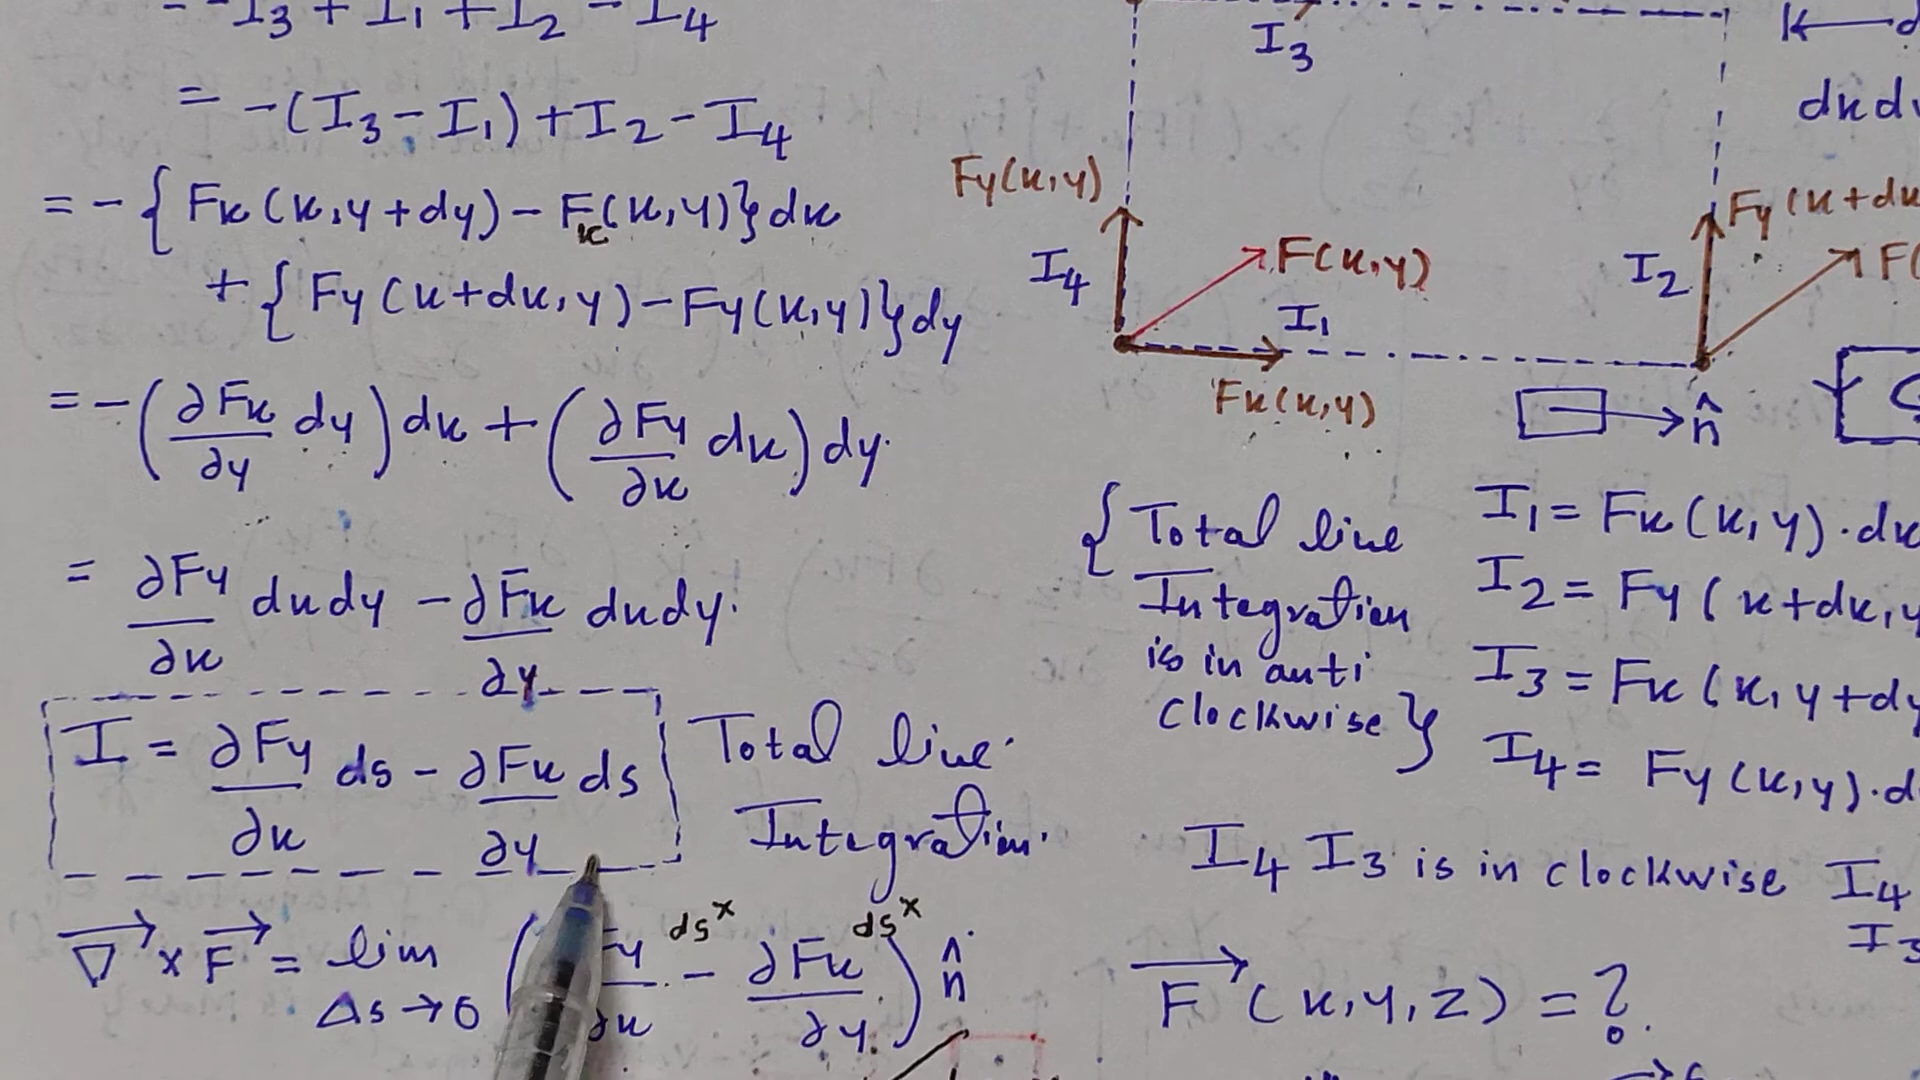 - I3 + I1 + I2 - I4
= -(I3 - I1) + I2 - I4
= - { Fx (x, y + dy) - Fx(x, y) } dx
+ { Fy (x + dx, y) - Fy(x, y) } dy
= - (∂Fx/∂y dy) dx + (∂Fy/∂x dx) dy.
= ∂Fy/∂x dxdy - ∂Fx/∂y dxdy.
I = ∂Fy/∂x ds - ∂Fx/∂y ds
Total line
Integration.
∇ x F = lim Δs→0 ( Fy/∂x ds - ∂Fx/∂y ds ) n̂
I3
dx
Fy(x, y)
I4
F(x, y)
I1
Fx(x, y)
I2
Fy (x + dx
n̂
{ Total line
Integration
is in anti
clockwise }
I1 = Fx (x, y) . dx
I2 = Fy ( x + dx, y
I3 = Fx (x, y + dy
I4 = Fy (x, y) . d
I4 I3 is in clockwise I4
I3
F (x, y, z) = ?